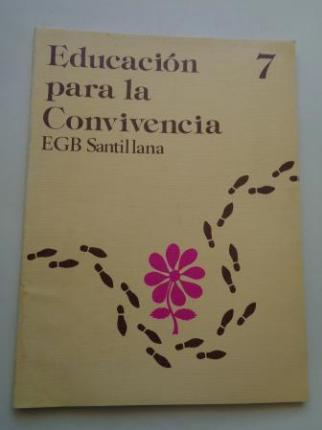 Educación 7
para la
Convivencia
EGB Santillana